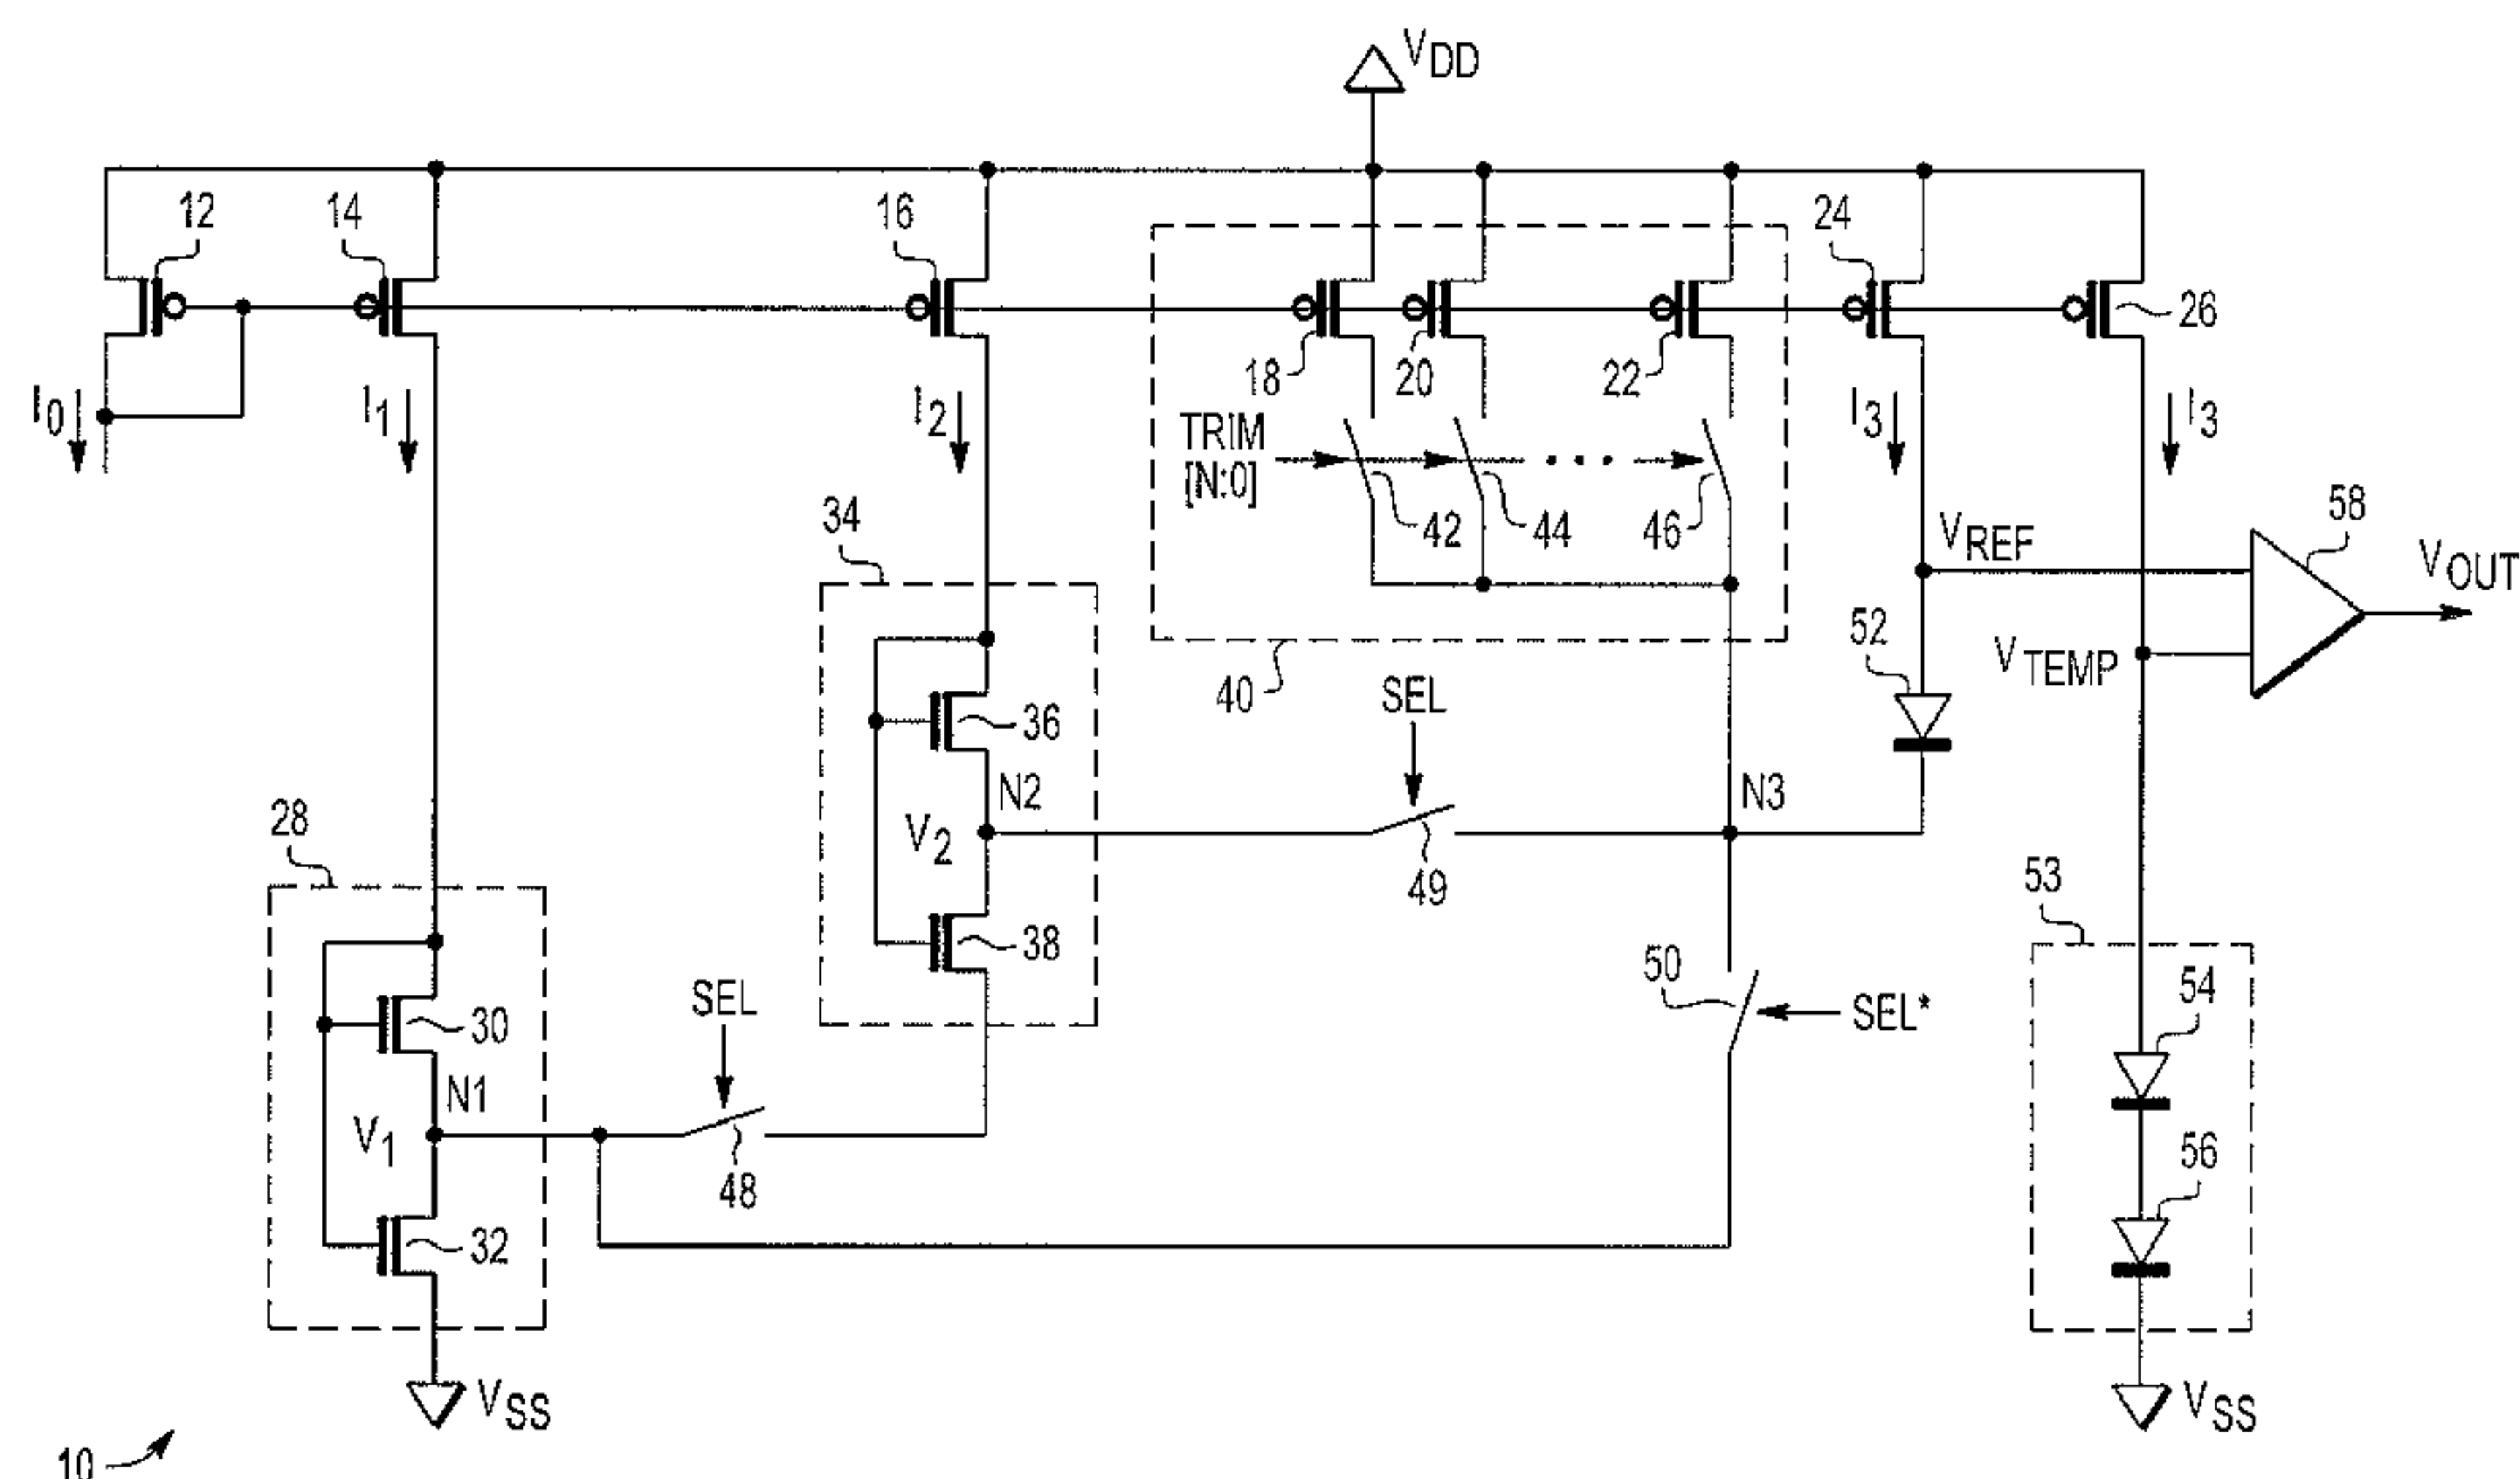 VDD
12
14
16
24
26
18
20
22
I0
I1
I2
I3
I3
TRIM
[N:0]
42
44
46
34
VREF
58
VOUT
52
VTEMP
40
SEL
36
N2
N3
V2
28
49
53
38
50
SEL*
54
SEL
30
N1
V1
48
56
32
VSS
VSS
10